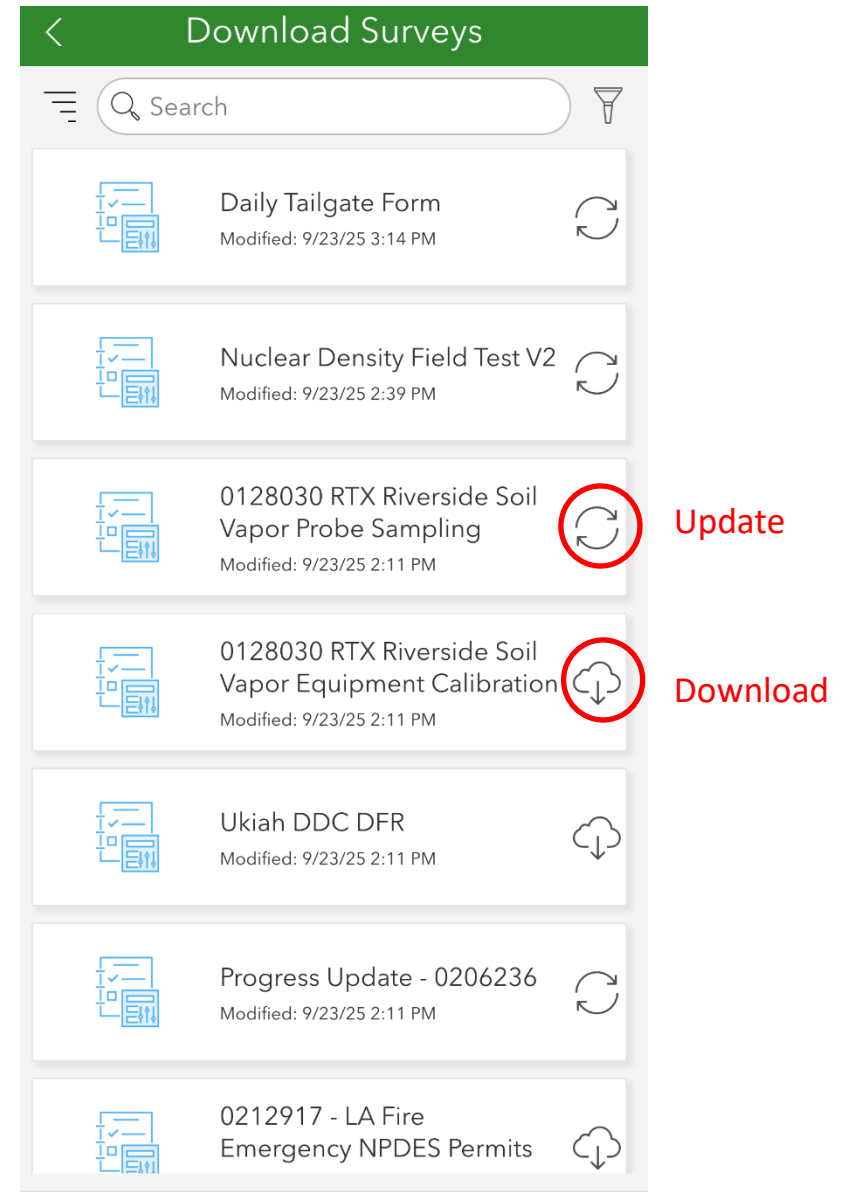 Download Surveys
Search
Daily Tailgate Form
Modified: 9/23/25 3:14 PM
Nuclear Density Field Test V2
Modified: 9/23/25 2:39 PM
0128030 RTX Riverside Soil
Vapor Probe Sampling
Modified: 9/23/25 2:11 PM
Update
0128030 RTX Riverside Soil
Vapor Equipment Calibration
Modified: 9/23/25 2:11 PM
Download
Ukiah DDC DFR
Modified: 9/23/25 2:11 PM
Progress Update - 0206236
Modified: 9/23/25 2:11 PM
0212917 - LA Fire
Emergency NPDES Permits